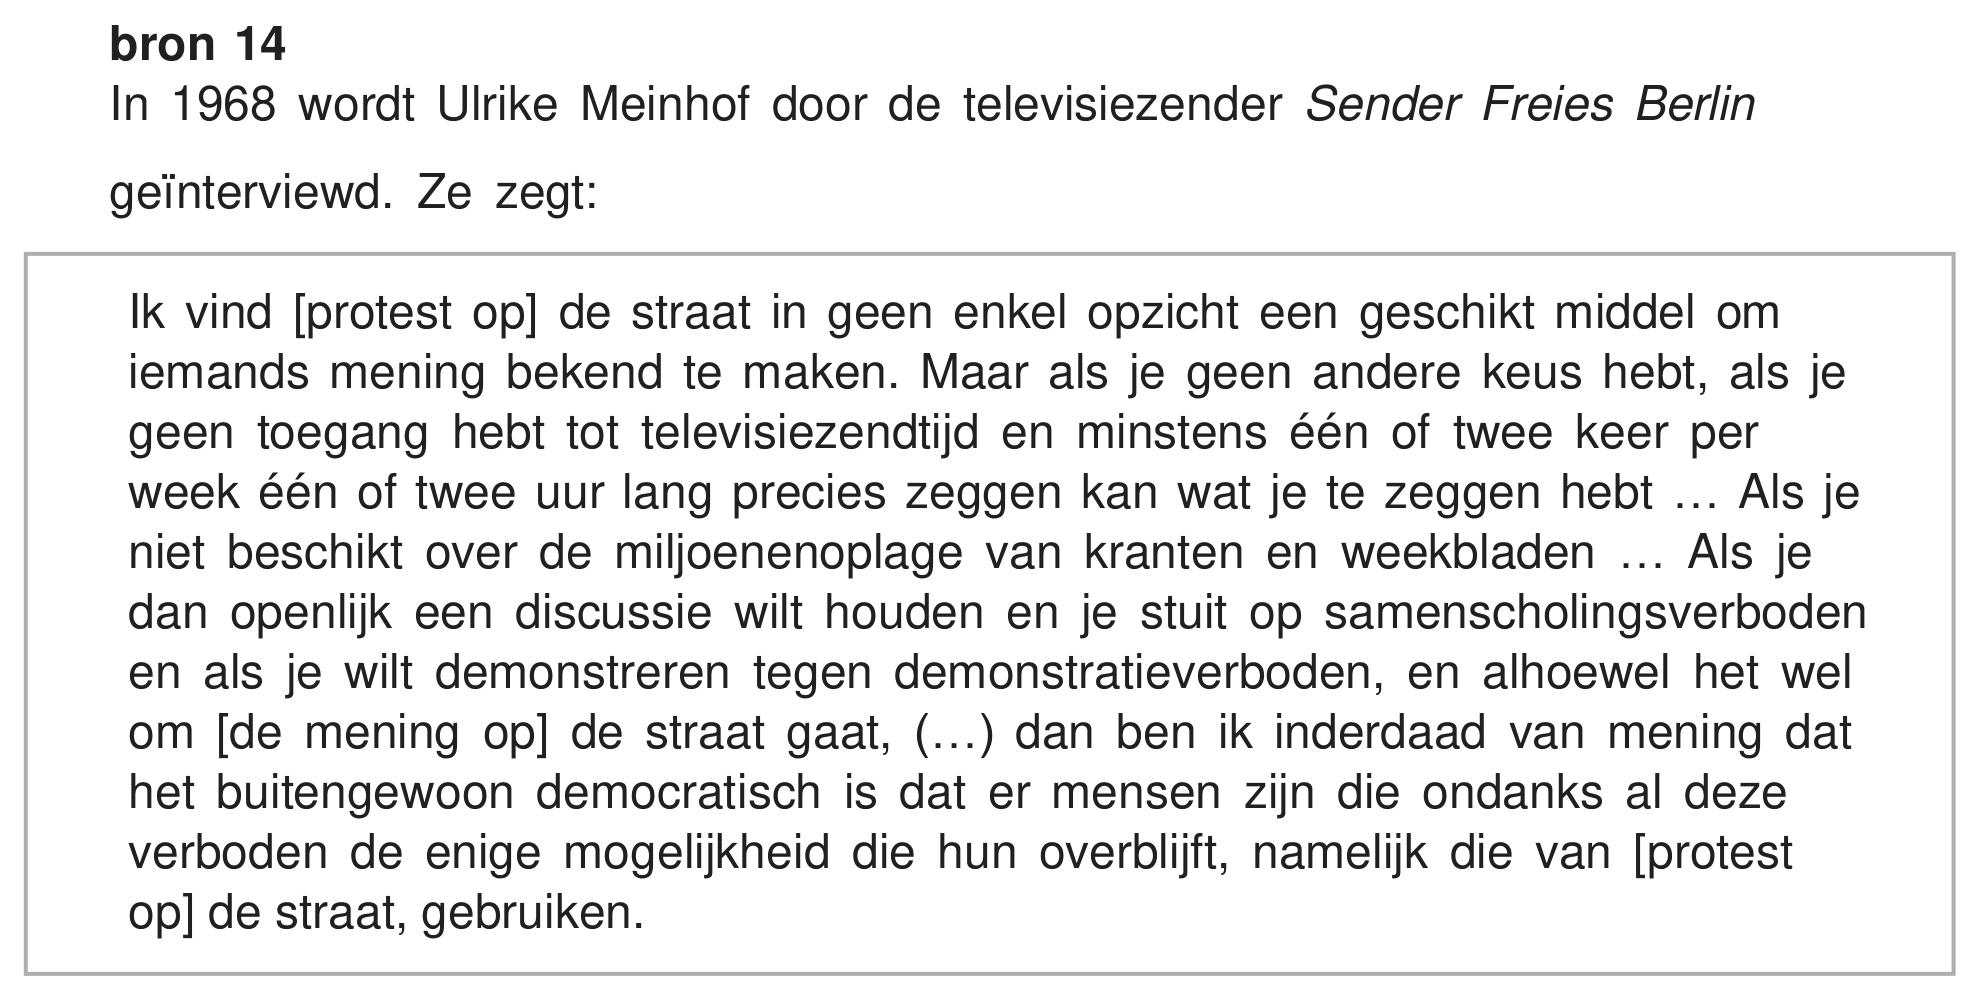 bron 14
In 1968 wordt Ulrike Meinhof door de televisiezender Sender Freies Berlin
geïnterviewd. Ze zegt:
Ik vind [protest op] de straat in geen enkel opzicht een geschikt middel om
iemands mening bekend te maken. Maar als je geen andere keus hebt, als je
geen toegang hebt tot televisiezendtijd en minstens één of twee keer per
week één of twee uur lang precies zeggen kan wat je te zeggen hebt … Als je
niet beschikt over de miljoenenoplage van kranten en weekbladen … Als je
dan openlijk een discussie wilt houden en je stuit op samenscholingsverboden
en als je wilt demonstreren tegen demonstratieverboden, en alhoewel het wel
om [de mening op] de straat gaat, (…) dan ben ik inderdaad van mening dat
het buitengewoon democratisch is dat er mensen zijn die ondanks al deze
verboden de enige mogelijkheid die hun overblijft, namelijk die van [protest
op] de straat, gebruiken.